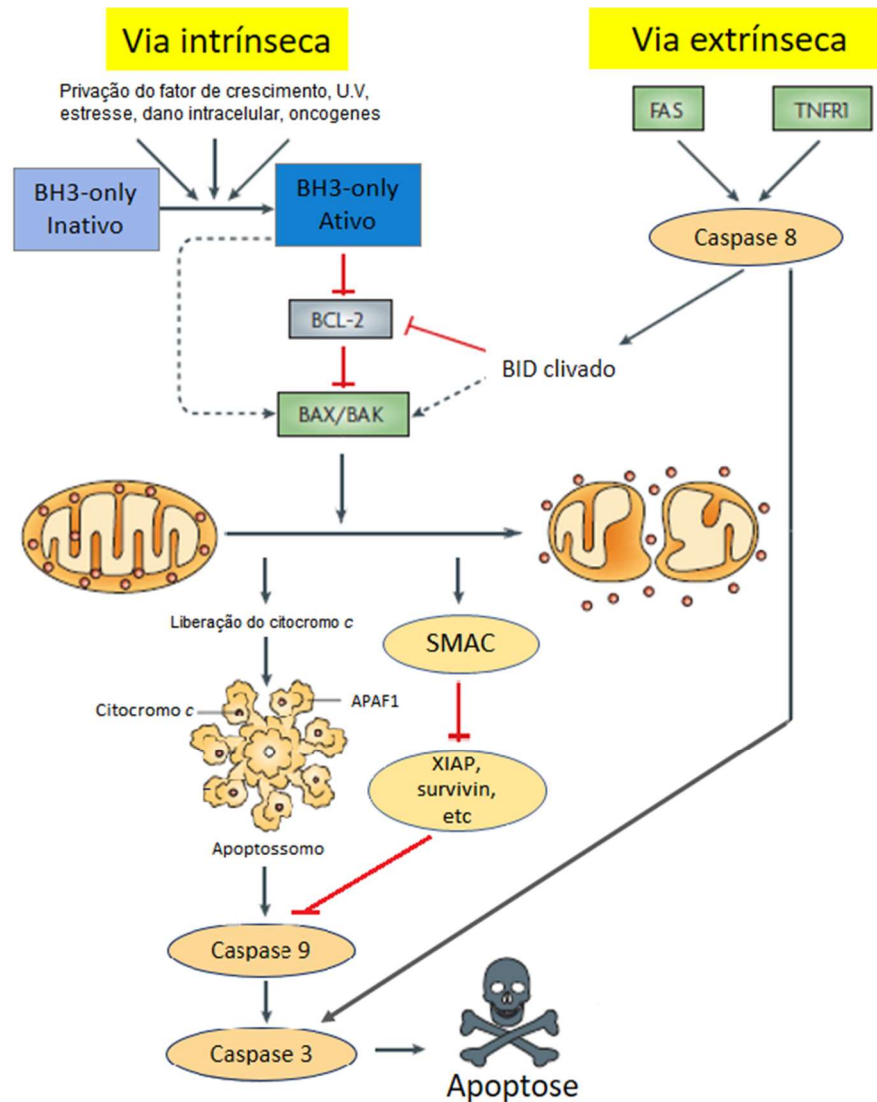 Via intrínseca
Via extrínseca
Privação do fator de crescimento, U.V,
estresse, dano intracelular, oncogenes
FAS
TNFR1
BH3-only
Inativo
BH3-only
Ativo
Caspase 8
BCL-2
BID clivado
BAX/BAK
Liberação do citocromo c
SMAC
Citocromo c
APAF1
XIAP,
survivin,
etc
Apoptossomo
Caspase 9
Caspase 3
Apoptose